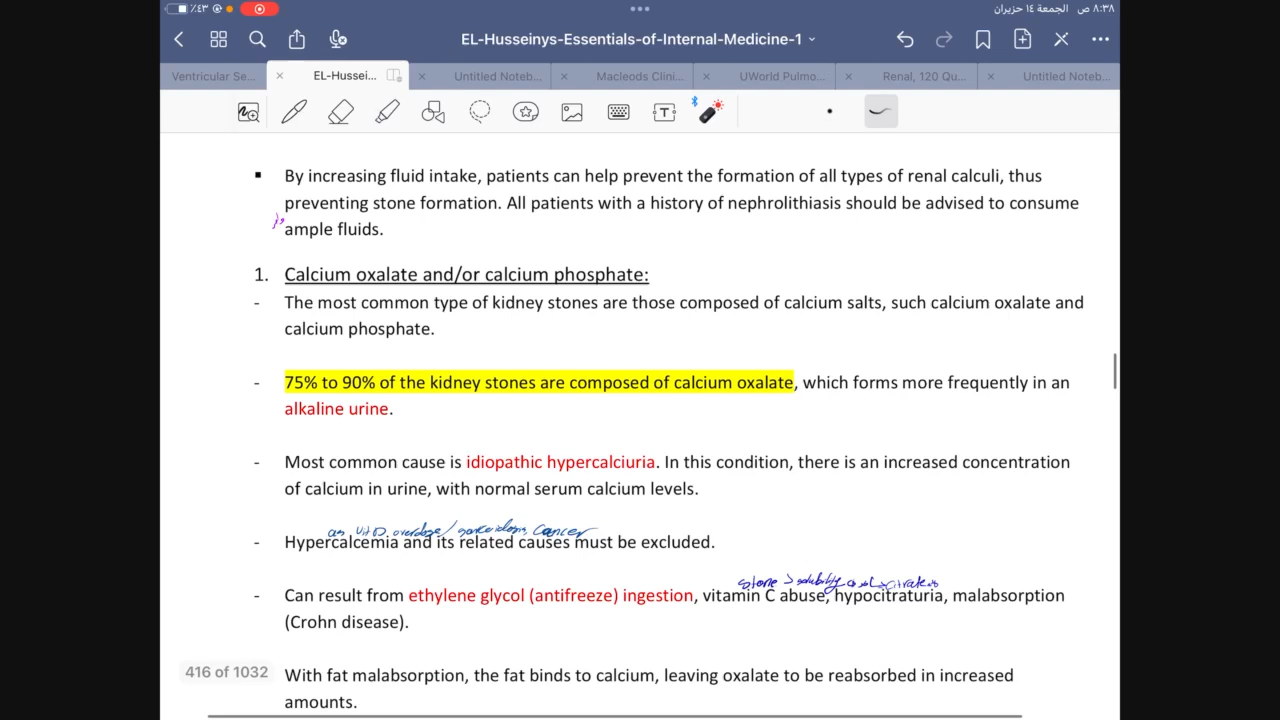 ٪٤٣
الجمعة ١٤ حزيران ٨:٣٨ ص
EL-Husseinys-Essentials-of-Internal-Medicine-1
Ventricular Se...
EL-Hussei...
Untitled Noteb...
Macleods Clini...
UWorld Pulmo...
Renal, 120 Qu...
Untitled Noteb...
▪ By increasing fluid intake, patients can help prevent the formation of all types of renal calculi, thus
preventing stone formation. All patients with a history of nephrolithiasis should be advised to consume
ample fluids.
1. Calcium oxalate and/or calcium phosphate:
- The most common type of kidney stones are those composed of calcium salts, such calcium oxalate and
calcium phosphate.
- 75% to 90% of the kidney stones are composed of calcium oxalate, which forms more frequently in an
alkaline urine.
- Most common cause is idiopathic hypercalciuria. In this condition, there is an increased concentration
of calcium in urine, with normal serum calcium levels.
as vit D overdose / sarcoidosis, Cancer
- Hypercalcemia and its related causes must be excluded.
stone > solubility
- Can result from ethylene glycol (antifreeze) ingestion, vitamin C abuse, hypocitraturia, malabsorption
(Crohn disease).
416 of 1032
With fat malabsorption, the fat binds to calcium, leaving oxalate to be reabsorbed in increased
amounts.